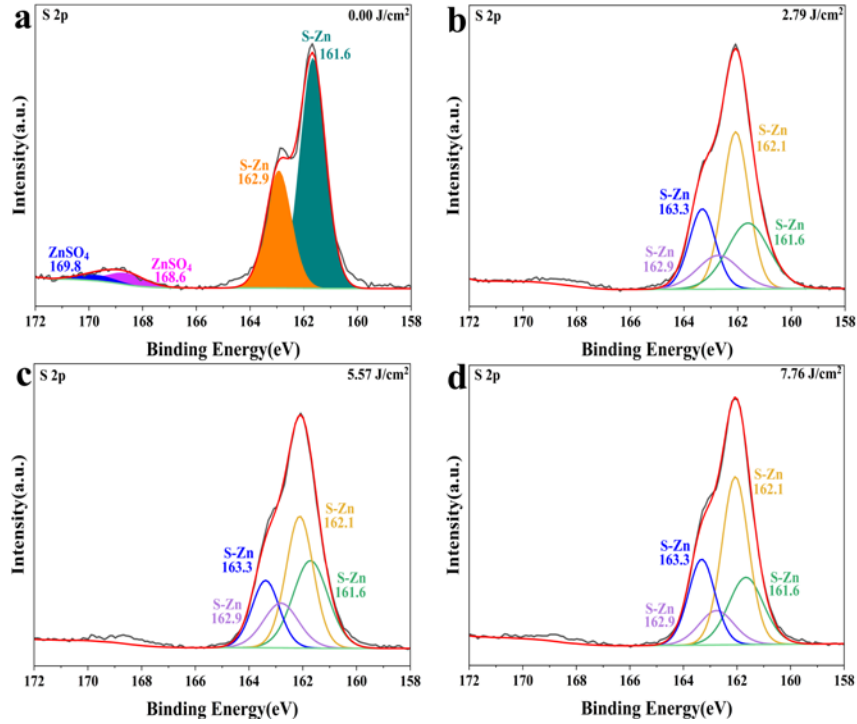 a
S 2p
0.00 J/cm²
S-Zn
161.6
S-Zn
162.9
ZnSO₄
169.8
ZnSO₄
168.6
Intensity(a.u.)
172 170 168 166 164 162 160 158
Binding Energy(eV)
b
S 2p
2.79 J/cm²
S-Zn
162.1
S-Zn
163.3
S-Zn
161.6
S-Zn
162.9
Intensity(a.u.)
172 170 168 166 164 162 160 158
Binding Energy(eV)
c
S 2p
5.57 J/cm²
S-Zn
162.1
S-Zn
163.3
S-Zn
161.6
S-Zn
162.9
Intensity(a.u.)
172 170 168 166 164 162 160 158
Binding Energy(eV)
d
S 2p
7.76 J/cm²
S-Zn
162.1
S-Zn
163.3
S-Zn
161.6
S-Zn
162.9
Intensity(a.u.)
172 170 168 166 164 162 160 158
Binding Energy(eV)